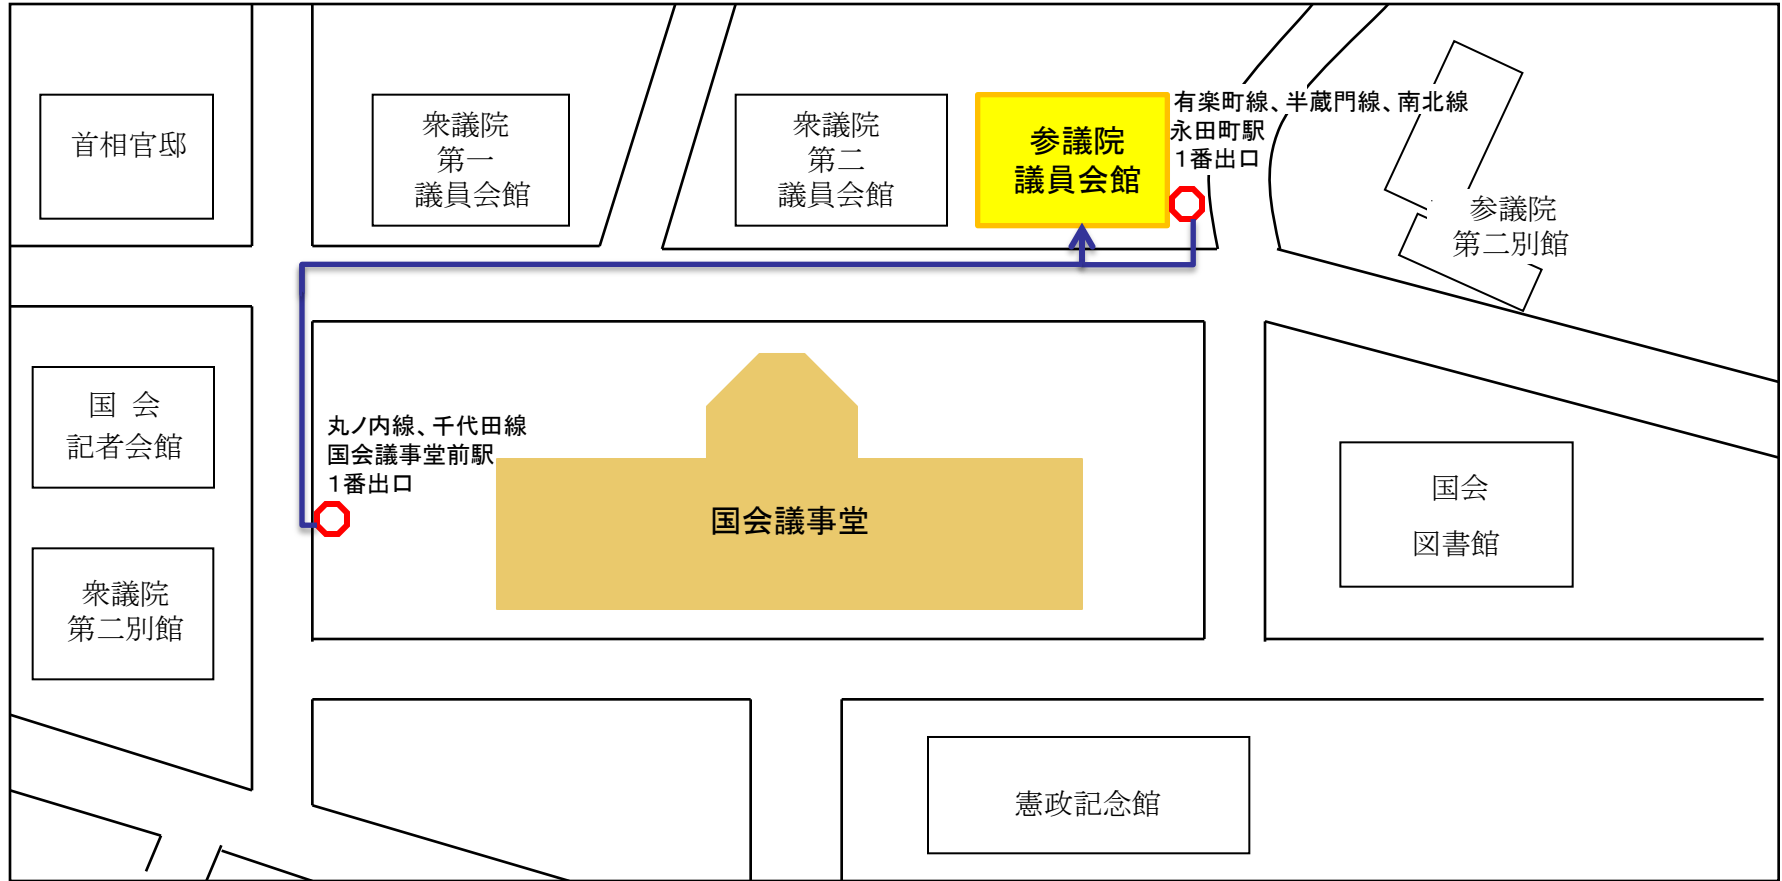 首相官邸
衆議院
第一
議員会館
衆議院
第二
議員会館
参議院
議員会館
有楽町線、半蔵門線、南北線
永田町駅
1番出口
参議院
第二別館
国 会
記者会館
丸ノ内線、千代田線
国会議事堂前駅
1番出口
国会議事堂
国会
図書館
衆議院
第二別館
憲政記念館